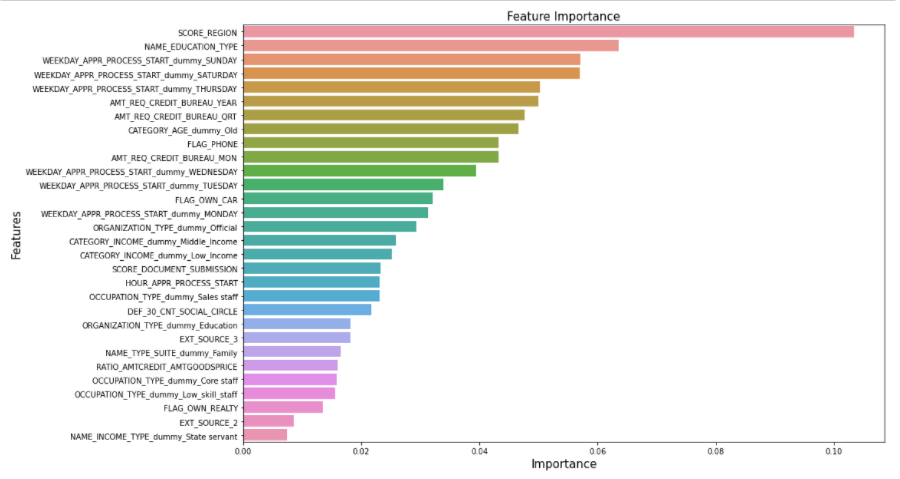 Feature Importance
SCORE_REGION
NAME_EDUCATION_TYPE
WEEKDAY_APPR_PROCESS_START_dummy_SUNDAY
WEEKDAY_APPR_PROCESS_START_dummy_SATURDAY
WEEKDAY_APPR_PROCESS_START_dummy_THURSDAY
AMT_REQ_CREDIT_BUREAU_YEAR
AMT_REQ_CREDIT_BUREAU_QRT
CATEGORY_AGE_dummy_Old
FLAG_PHONE
AMT_REQ_CREDIT_BUREAU_MON
WEEKDAY_APPR_PROCESS_START_dummy_WEDNESDAY
WEEKDAY_APPR_PROCESS_START_dummy_TUESDAY
FLAG_OWN_CAR
WEEKDAY_APPR_PROCESS_START_dummy_MONDAY
ORGANIZATION_TYPE_dummy_Official
CATEGORY_INCOME_dummy_Middle_Income
CATEGORY_INCOME_dummy_Low_Income
SCORE_DOCUMENT_SUBMISSION
HOUR_APPR_PROCESS_START
OCCUPATION_TYPE_dummy_Sales staff
DEF_30_CNT_SOCIAL_CIRCLE
ORGANIZATION_TYPE_dummy_Education
EXT_SOURCE_3
NAME_TYPE_SUITE_dummy_Family
RATIO_AMTCREDIT_AMTGOODSPRICE
OCCUPATION_TYPE_dummy_Core staff
OCCUPATION_TYPE_dummy_Low_skill_staff
FLAG_OWN_REALTY
EXT_SOURCE_2
NAME_INCOME_TYPE_dummy_State servant
Features
0.00 0.02 0.04 0.06 0.08 0.10
Importance